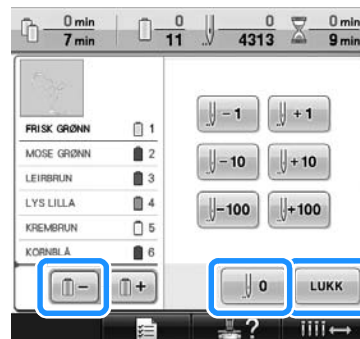 0 min 0 0 0 min
7 min 11 4313 9 min
FRISK GRØNN 1
MOSE GRØNN 2
LEIRBRUN 3
LYS LILLA 4
KREMBRUN 5
KORNBLÅ 6
-1 +1
-10 +10
-100 +100
- + 0 LUKK
?